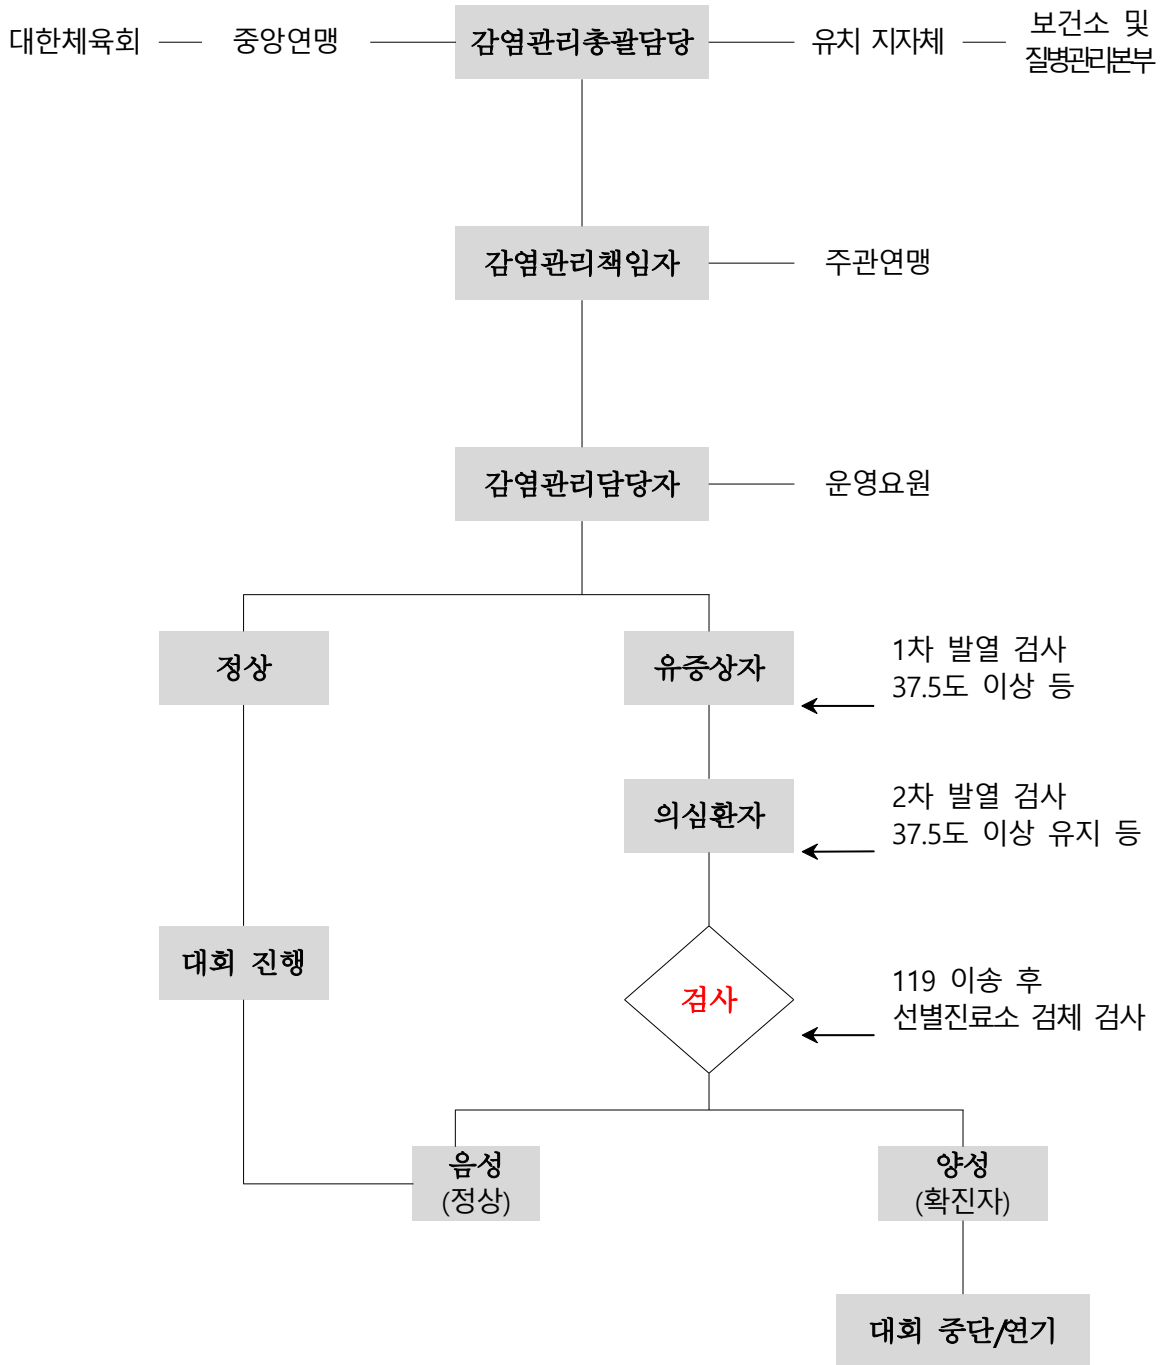 대한체육회 중앙연맹 감염관리총괄담당 유치 지자체 보건소 및
질병관리본부
감염관리책임자 주관연맹
감염관리담당자 운영요원
정상 유증상자 1차 발열 검사
37.5도 이상 등
의심환자 2차 발열 검사
37.5도 이상 유지 등
대회 진행 검사 119 이송 후
선별진료소 검체 검사
음성 양성
(정상) (확진자)
대회 중단/연기